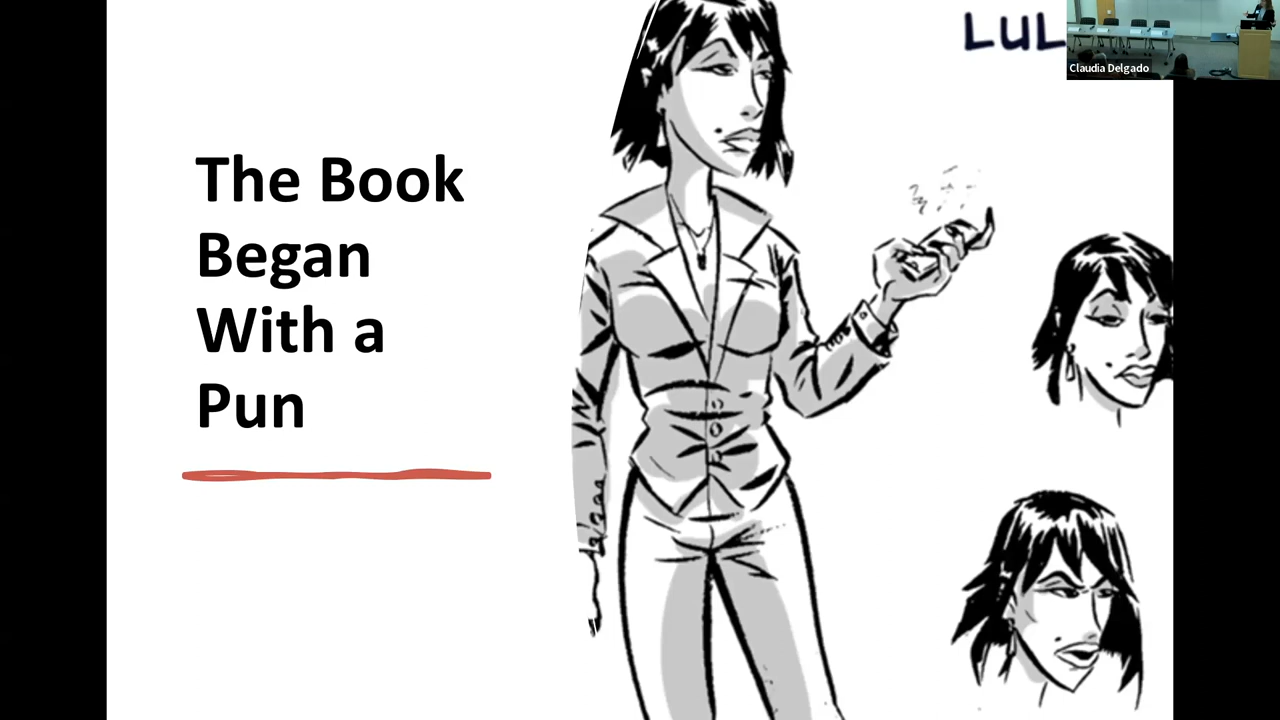 The Book
Began
With a
Pun
LuL
Claudia Delgado